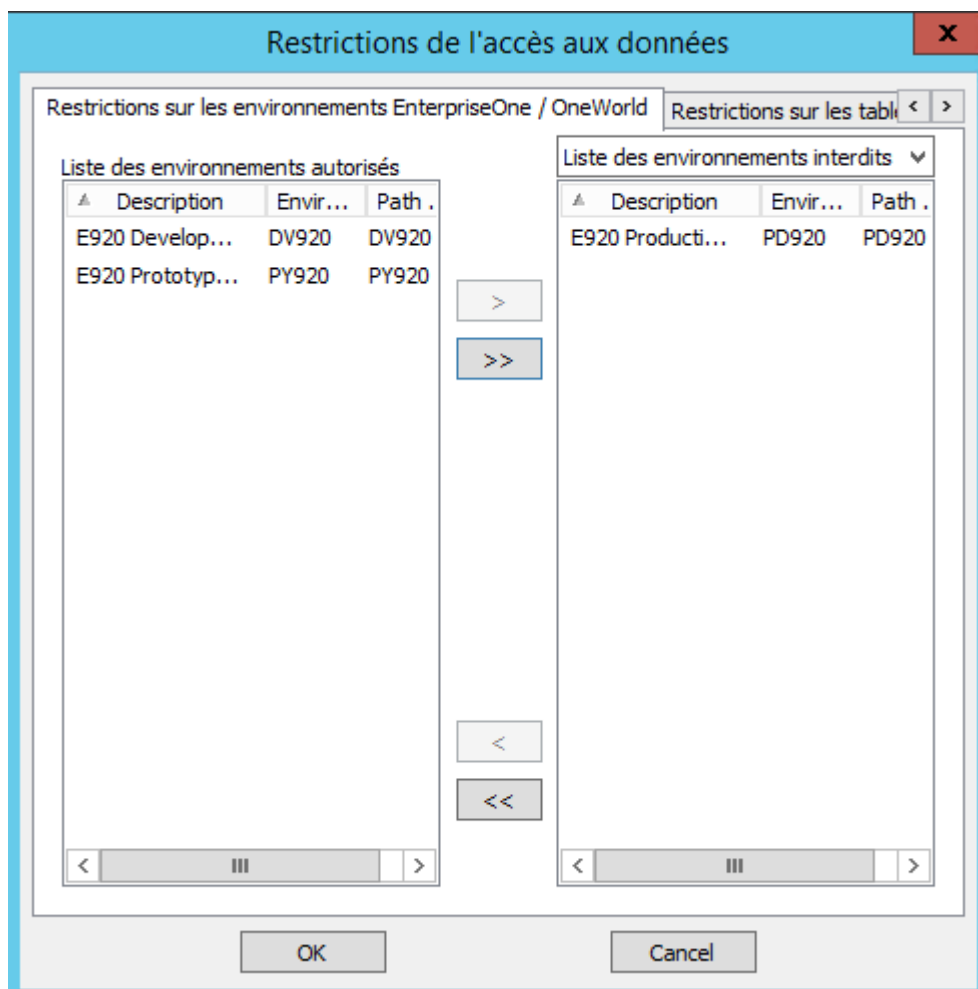 Restrictions de l'accès aux données
x
Restrictions sur les environnements EnterpriseOne / OneWorld
Restrictions sur les tabl
< >
Liste des environnements autorisés
Description Envir... Path .
E920 Develop... DV920 DV920
E920 Prototyp... PY920 PY920
>
>>
<
<<
Liste des environnements interdits
Description Envir... Path .
E920 Producti... PD920 PD920
OK
Cancel